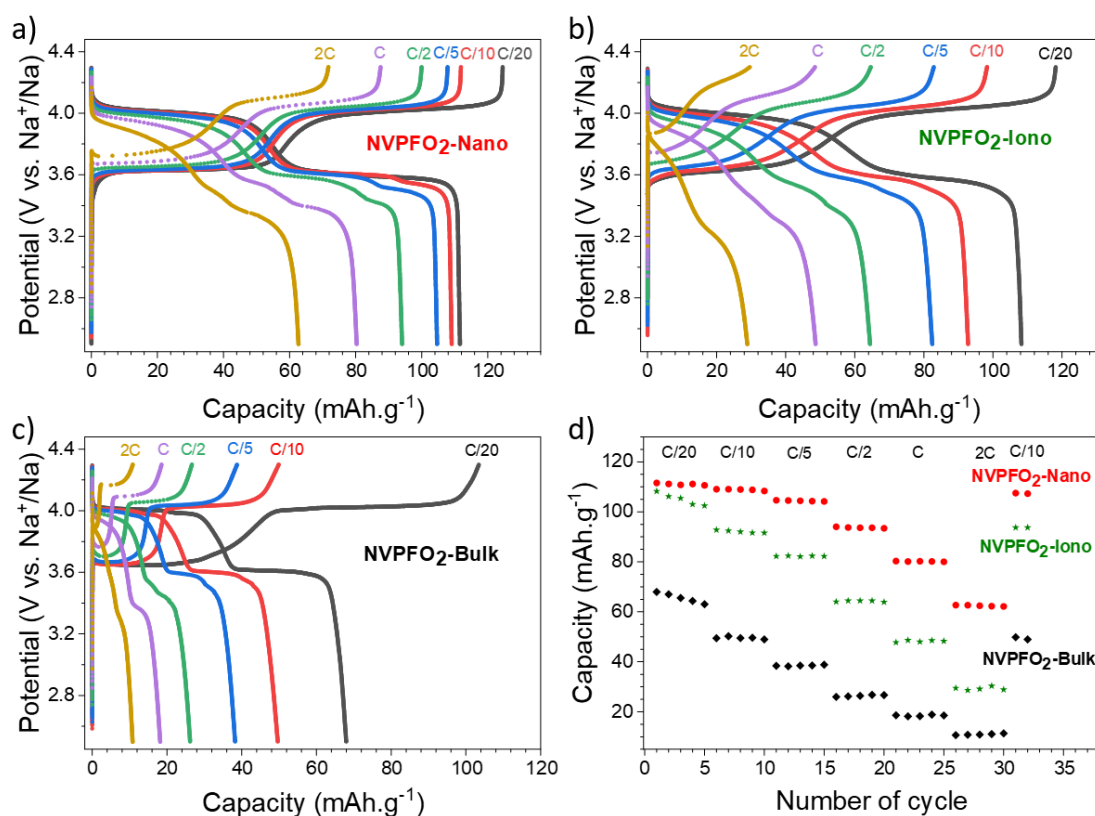 a)
4.4
4.0
3.6
3.2
2.8
Potential (V vs. Na⁺/Na)
2C C C/2 C/5 C/10 C/20
NVPFO₂-Nano
0 20 40 60 80 100 120
Capacity (mAh.g⁻¹)
b)
4.4
4.0
3.6
3.2
2.8
Potential (V vs. Na⁺/Na)
2C C C/2 C/5 C/10 C/20
NVPFO₂-Iono
0 20 40 60 80 100 120
Capacity (mAh.g⁻¹)
c)
4.4
4.0
3.6
3.2
2.8
Potential (V vs. Na⁺/Na)
2C C C/2 C/5 C/10 C/20
NVPFO₂-Bulk
0 20 40 60 80 100 120
Capacity (mAh.g⁻¹)
d)
120
100
80
60
40
20
Capacity (mAh.g⁻¹)
C/20 C/10 C/5 C/2 C 2C C/10
NVPFO₂-Nano
NVPFO₂-Iono
NVPFO₂-Bulk
0 5 10 15 20 25 30 35 40
Number of cycle